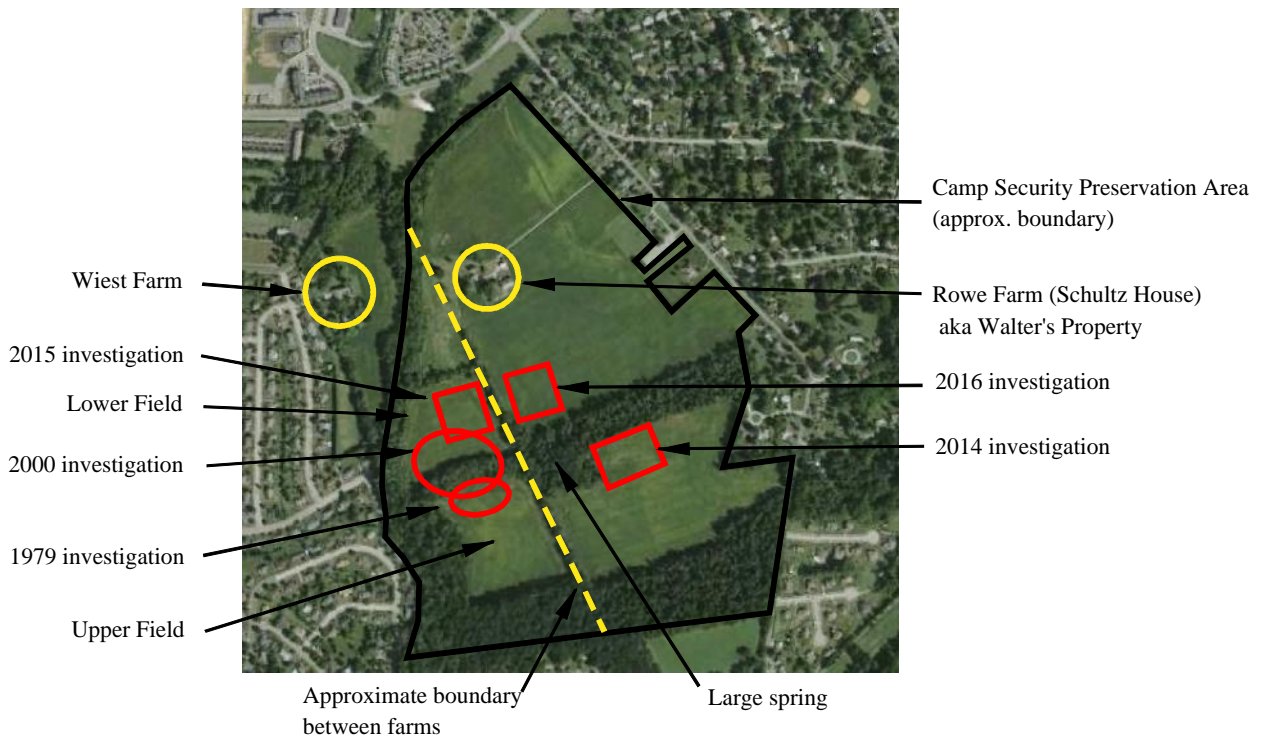 Camp Security Preservation Area
(approx. boundary)
Wiest Farm
Rowe Farm (Schultz House)
aka Walter's Property
2015 investigation
2016 investigation
Lower Field
2014 investigation
2000 investigation
1979 investigation
Upper Field
Approximate boundary
between farms
Large spring